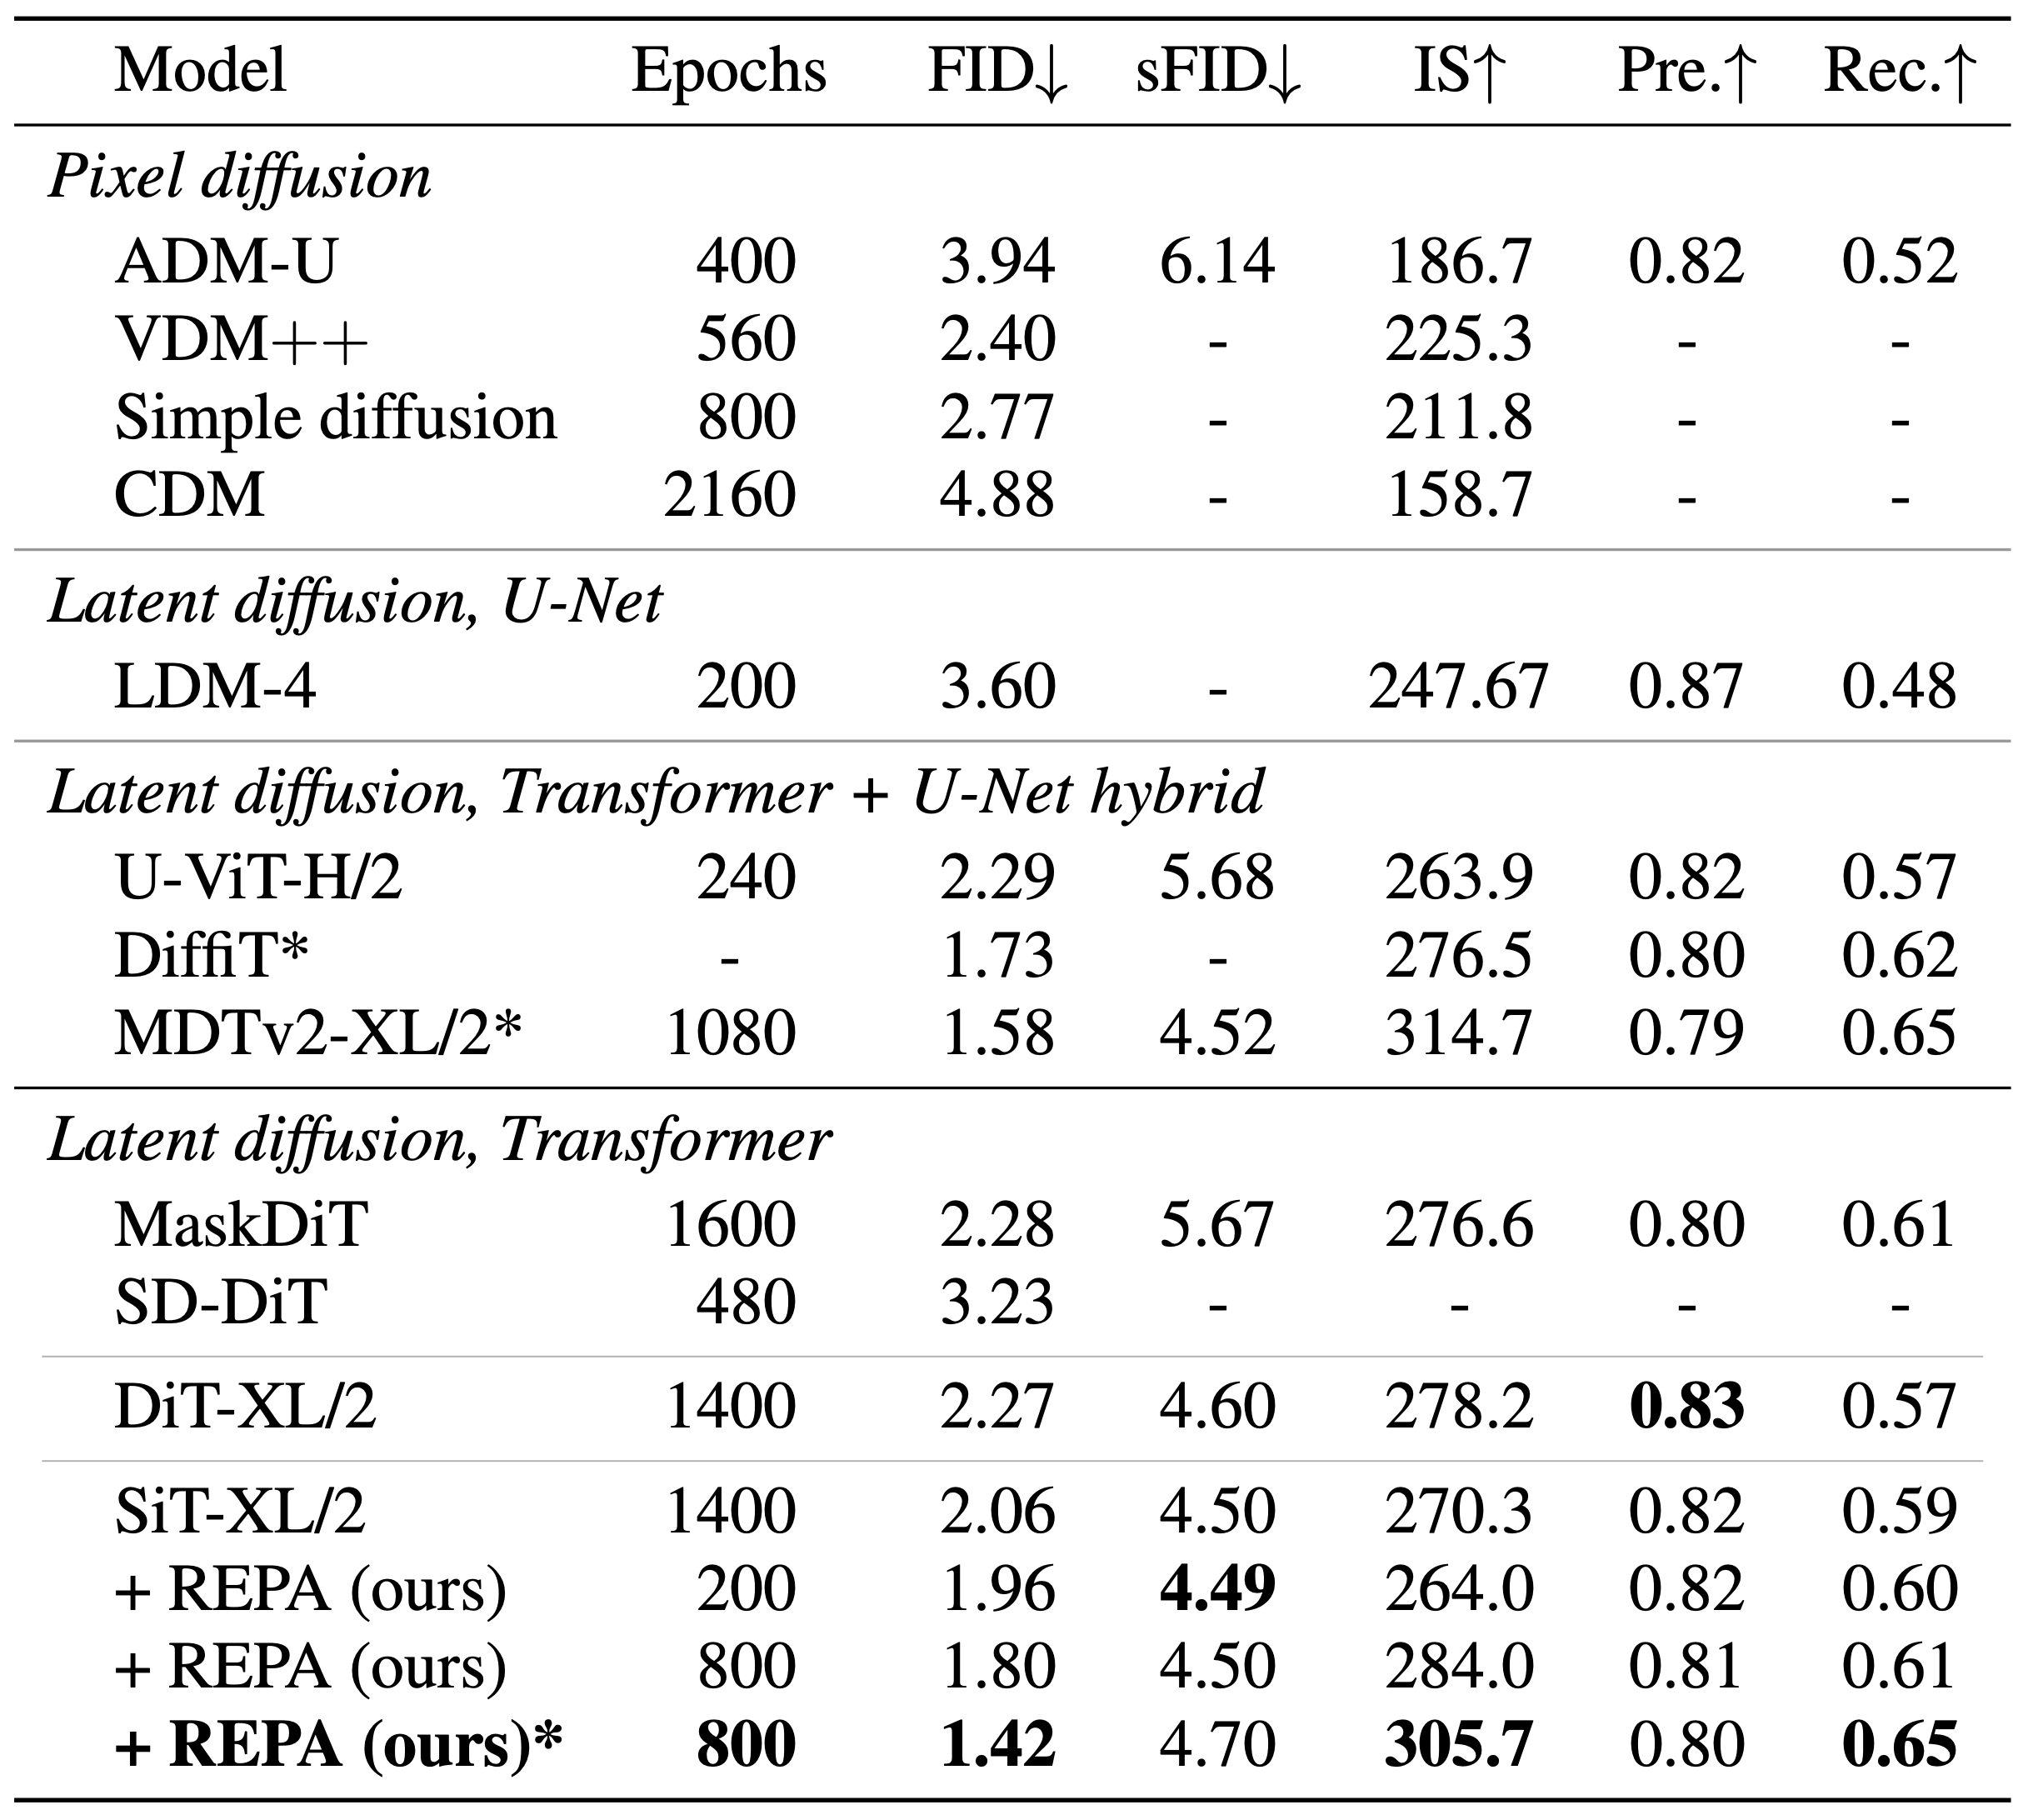 Model Epochs FID↓ sFID↓ IS↑ Pre.↑ Rec.↑
Pixel diffusion
ADM-U 400 3.94 6.14 186.7 0.82 0.52
VDM++ 560 2.40 - 225.3 - -
Simple diffusion 800 2.77 - 211.8 - -
CDM 2160 4.88 - 158.7 - -
Latent diffusion, U-Net
LDM-4 200 3.60 - 247.67 0.87 0.48
Latent diffusion, Transformer + U-Net hybrid
U-ViT-H/2 240 2.29 5.68 263.9 0.82 0.57
DiffiT* - 1.73 - 276.5 0.80 0.62
MDTv2-XL/2* 1080 1.58 4.52 314.7 0.79 0.65
Latent diffusion, Transformer
MaskDiT 1600 2.28 5.67 276.6 0.80 0.61
SD-DiT 480 3.23 - - - -
DiT-XL/2 1400 2.27 4.60 278.2 0.83 0.57
SiT-XL/2 1400 2.06 4.50 270.3 0.82 0.59
+ REPA (ours) 200 1.96 4.49 264.0 0.82 0.60
+ REPA (ours) 800 1.80 4.50 284.0 0.81 0.61
+ REPA (ours)* 800 1.42 4.70 305.7 0.80 0.65